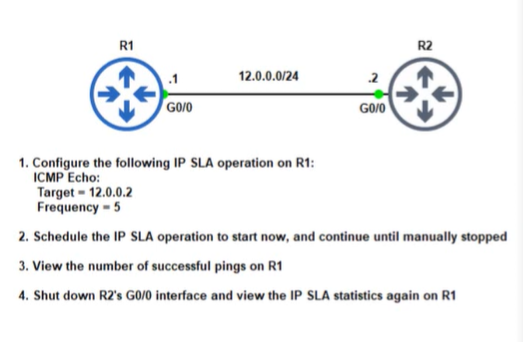 R1
R2
.1
12.0.0.0/24
.2
G0/0
G0/0
1. Configure the following IP SLA operation on R1:
ICMP Echo:
Target = 12.0.0.2
Frequency = 5
2. Schedule the IP SLA operation to start now, and continue until manually stopped
3. View the number of successful pings on R1
4. Shut down R2's G0/0 interface and view the IP SLA statistics again on R1